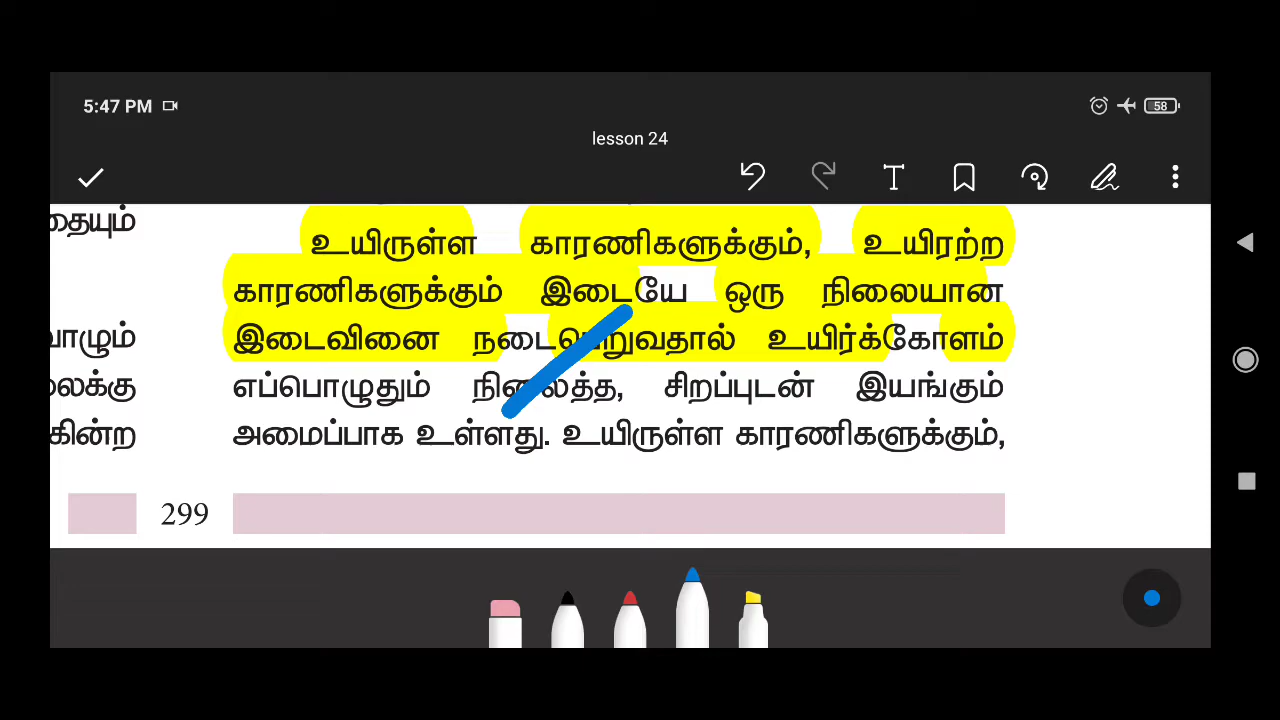 5:47 PM
58
lesson 24
உயிருள்ள காரணிகளுக்கும், உயிரற்ற
காரணிகளுக்கும் இடையே ஒரு நிலையான
இடைவினை நடைபெறுவதால் உயிர்க்கோளம்
எப்பொழுதும் நிலைத்த, சிறப்புடன் இயங்கும்
அமைப்பாக உள்ளது. உயிருள்ள காரணிகளுக்கும்,
299